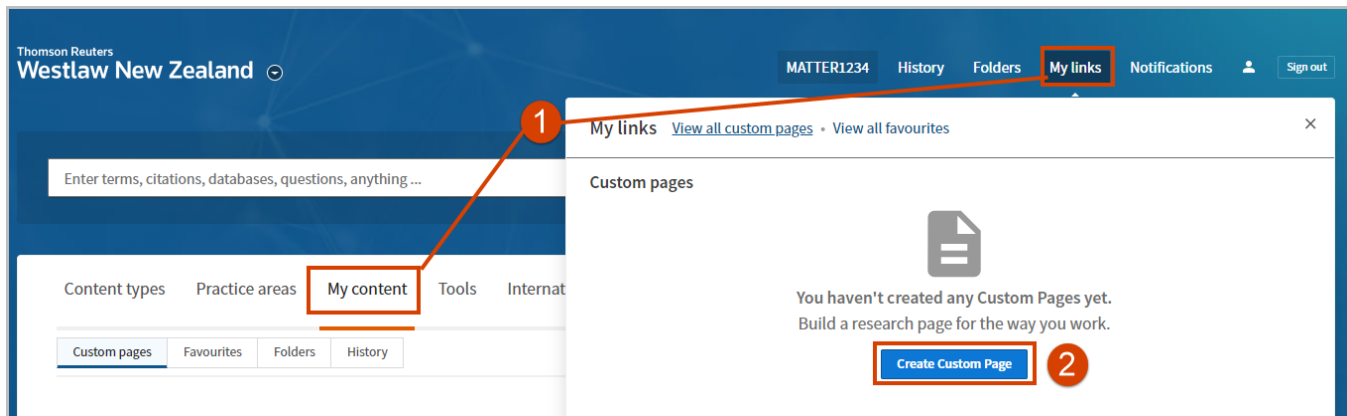 Thomson Reuters
Westlaw New Zealand
MATTER1234 History Folders My links Notifications Sign out
1
My links View all custom pages • View all favourites ×
Enter terms, citations, databases, questions, anything ...
Custom pages
Content types Practice areas My content Tools Internat
You haven't created any Custom Pages yet.
Build a research page for the way you work.
Custom pages Favourites Folders History
Create Custom Page 2